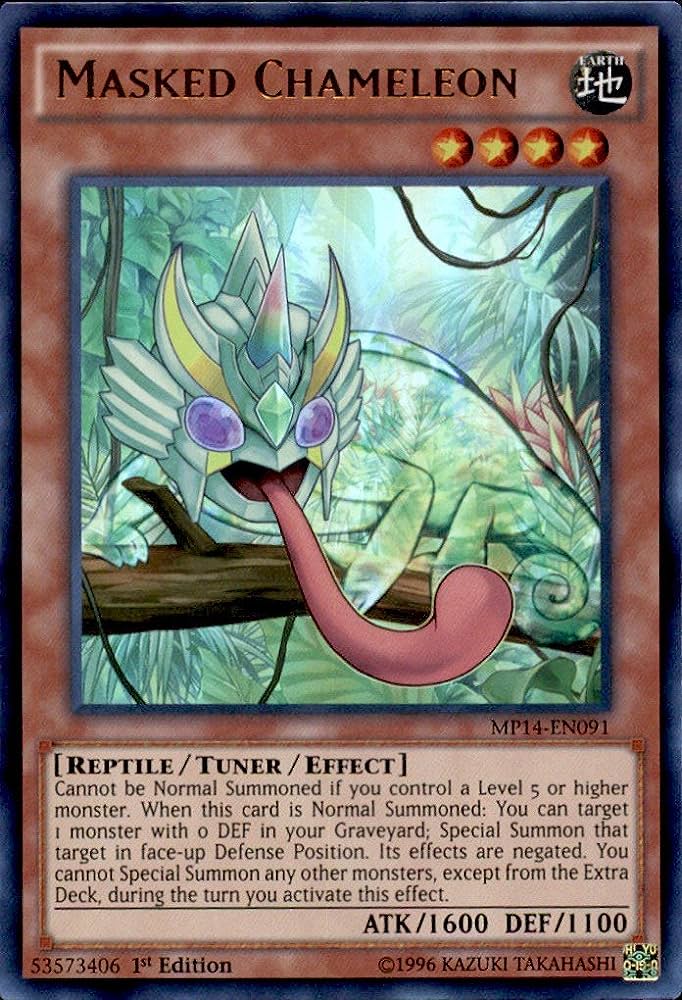 MASKED CHAMELEON
EARTH
地
MP14-EN091
[REPTILE/TUNER/EFFECT]
Cannot be Normal Summoned if you control a Level 5 or higher
monster. When this card is Normal Summoned: You can target
1 monster with 0 DEF in your Graveyard; Special Summon that
target in face-up Defense Position. Its effects are negated. You
cannot Special Summon any other monsters, except from the Extra
Deck, during the turn you activate this effect.
ATK/1600 DEF/1100
53573406 1st Edition
©1996 KAZUKI TAKAHASHI